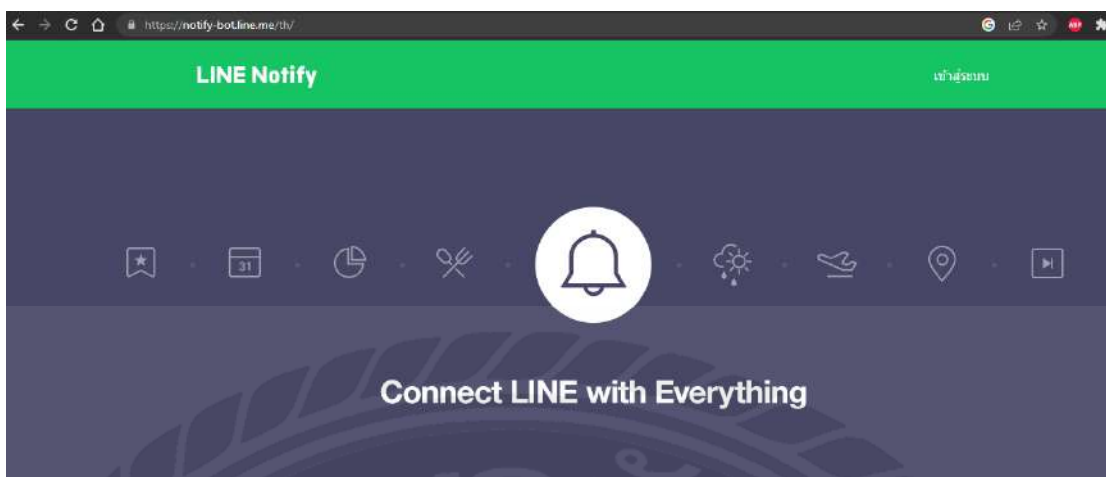 https://notify-bot.line.me/th/
LINE Notify
เข้าสู่ระบบ
31
Connect LINE with Everything